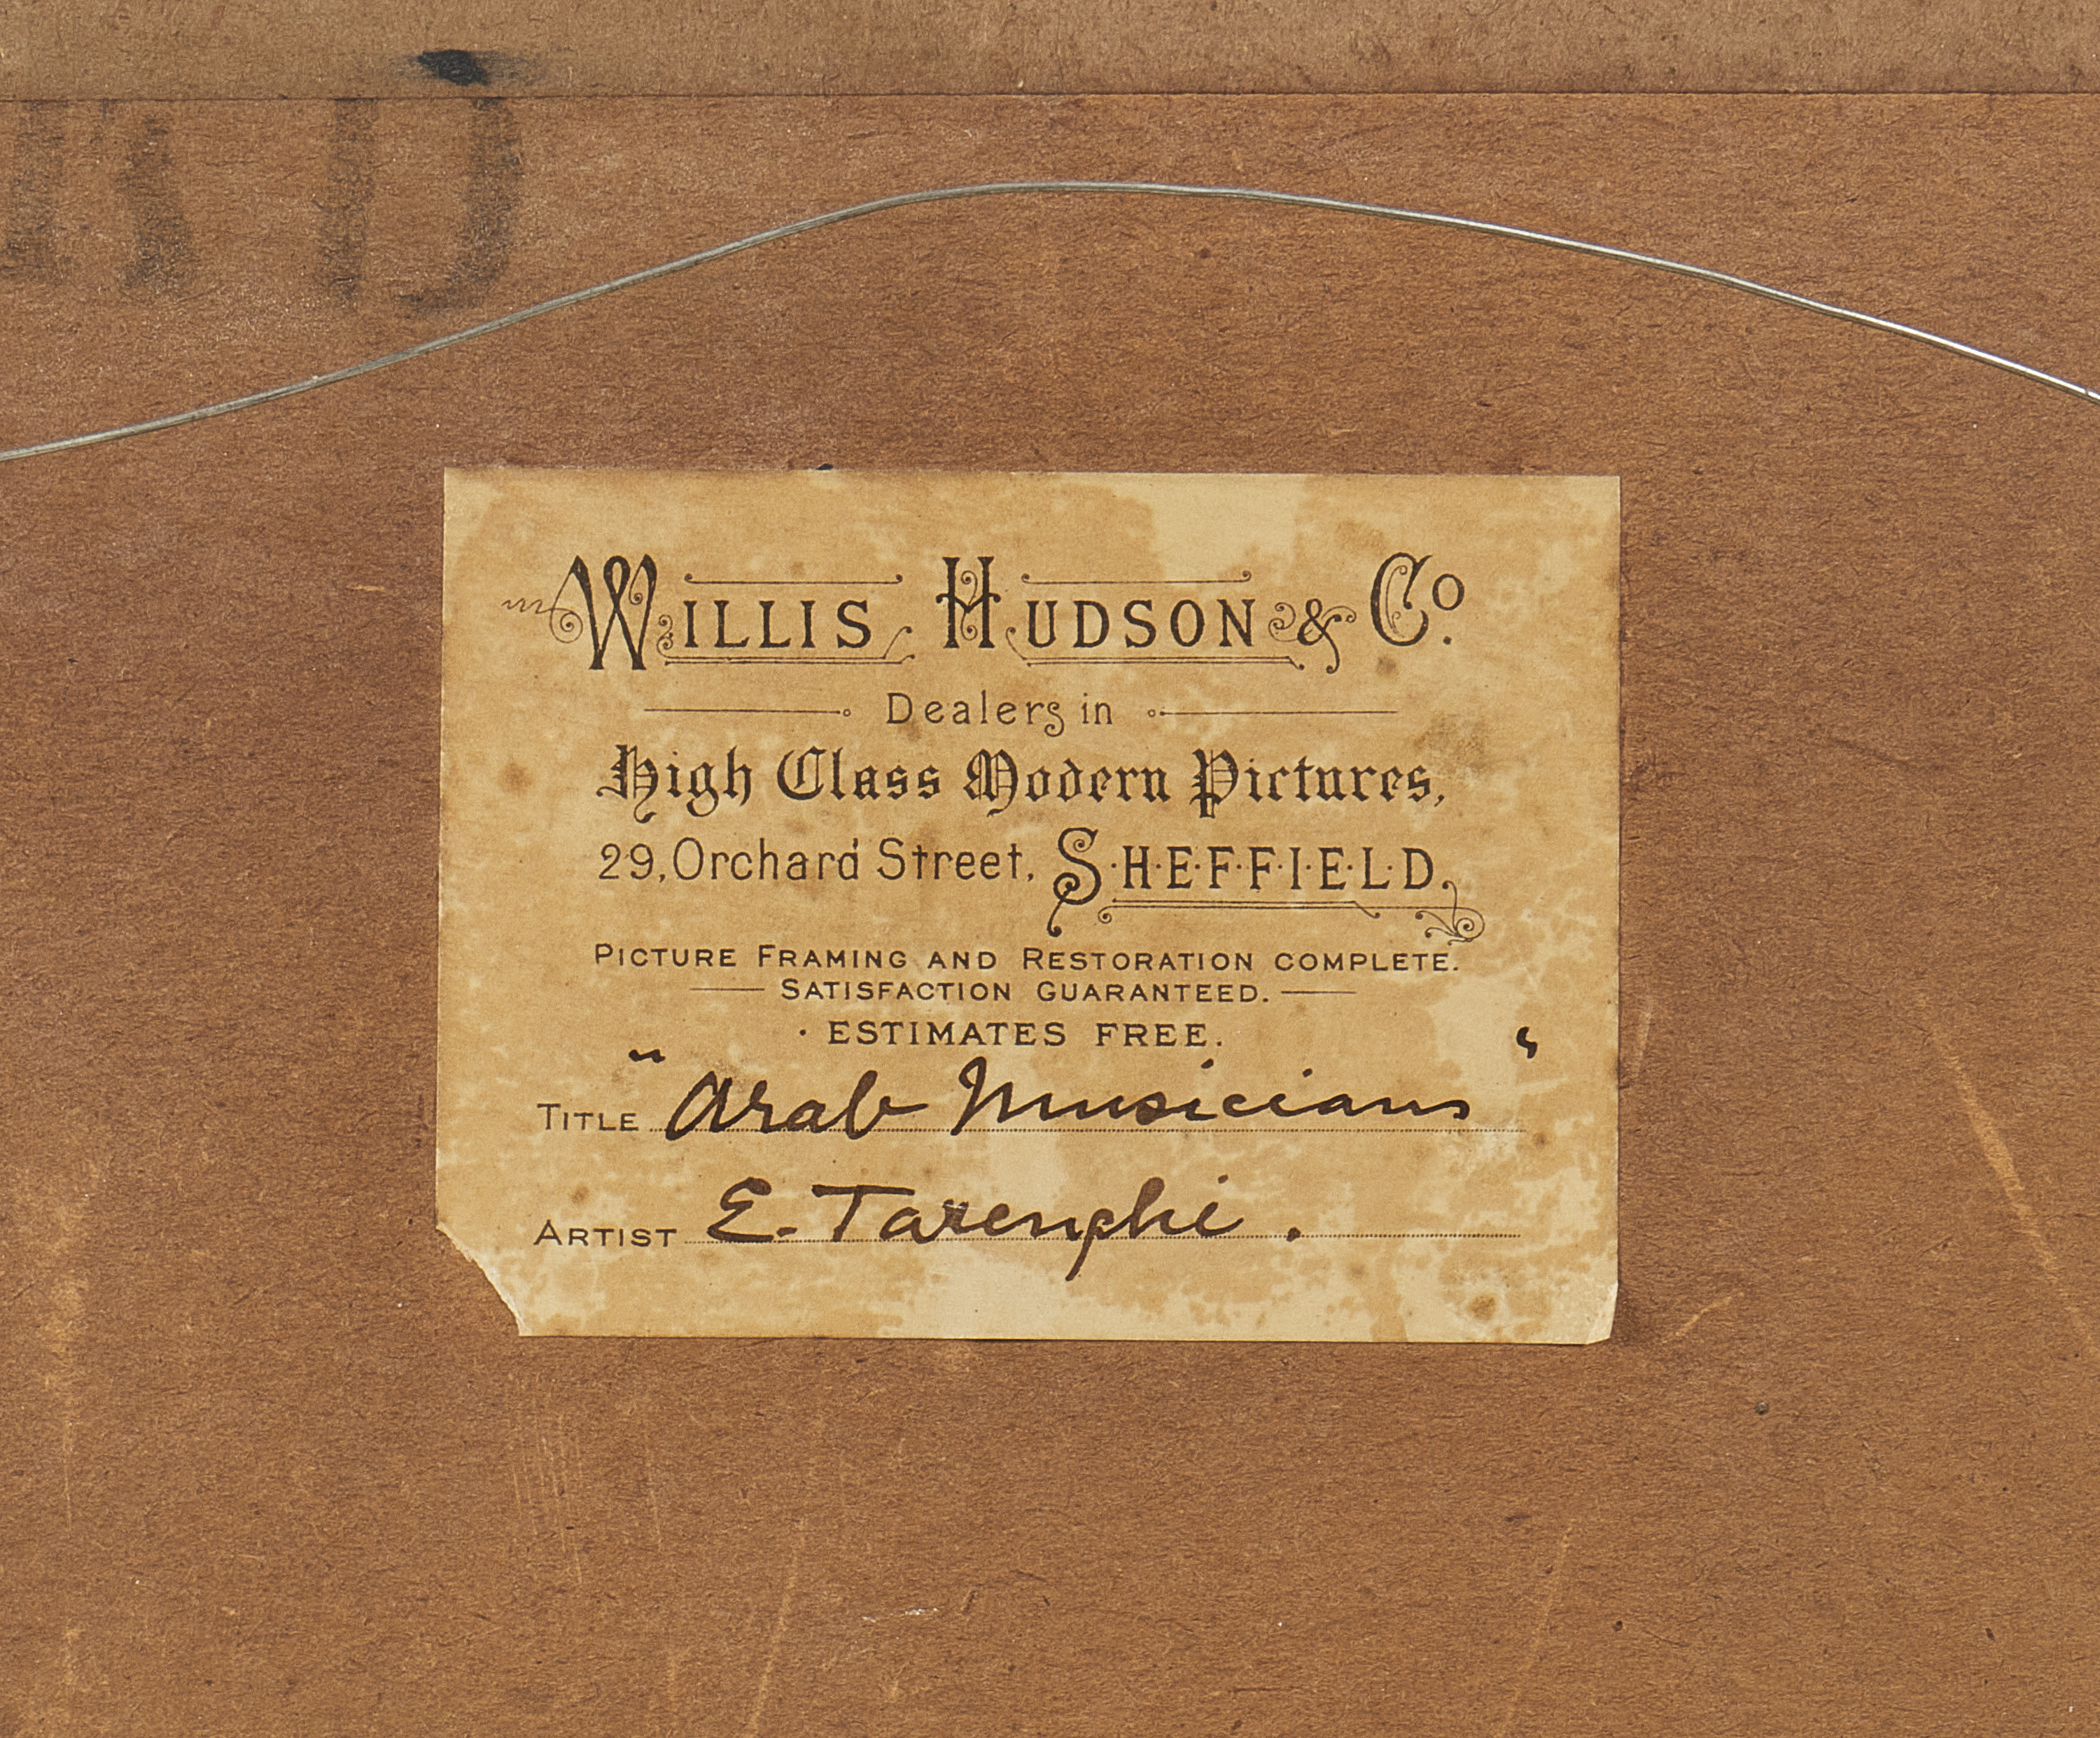 WILLIS HUDSON & Co.
Dealers in
High Class Modern Pictures,
29, Orchard Street, S·H·E·F·F·I·E·L·D.
PICTURE FRAMING AND RESTORATION COMPLETE.
SATISFACTION GUARANTEED.
· ESTIMATES FREE.
TITLE "Arab Musicians"
ARTIST E. Tarenghi.